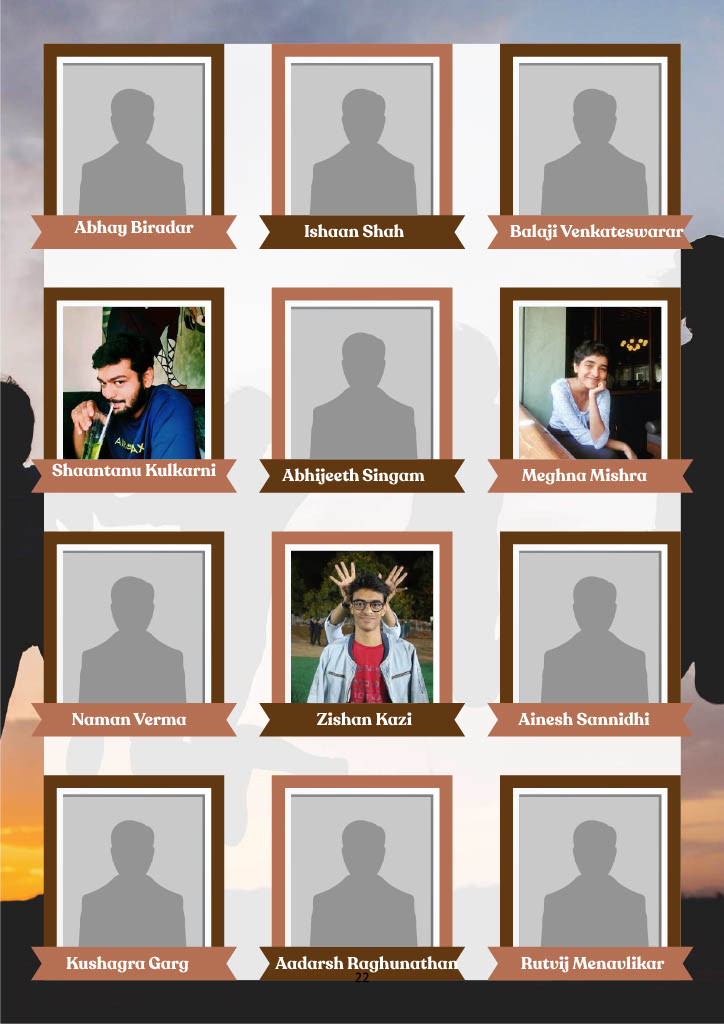 Abhay Biradar
Ishaan Shah
Balaji Venkateswarar
Shaantanu Kulkarni
Abhijeeth Singam
Meghna Mishra
Naman Verma
Zishan Kazi
Ainesh Sannidhi
Kushagra Garg
Aadarsh Raghunathan
Rutvij Menavlikar
22